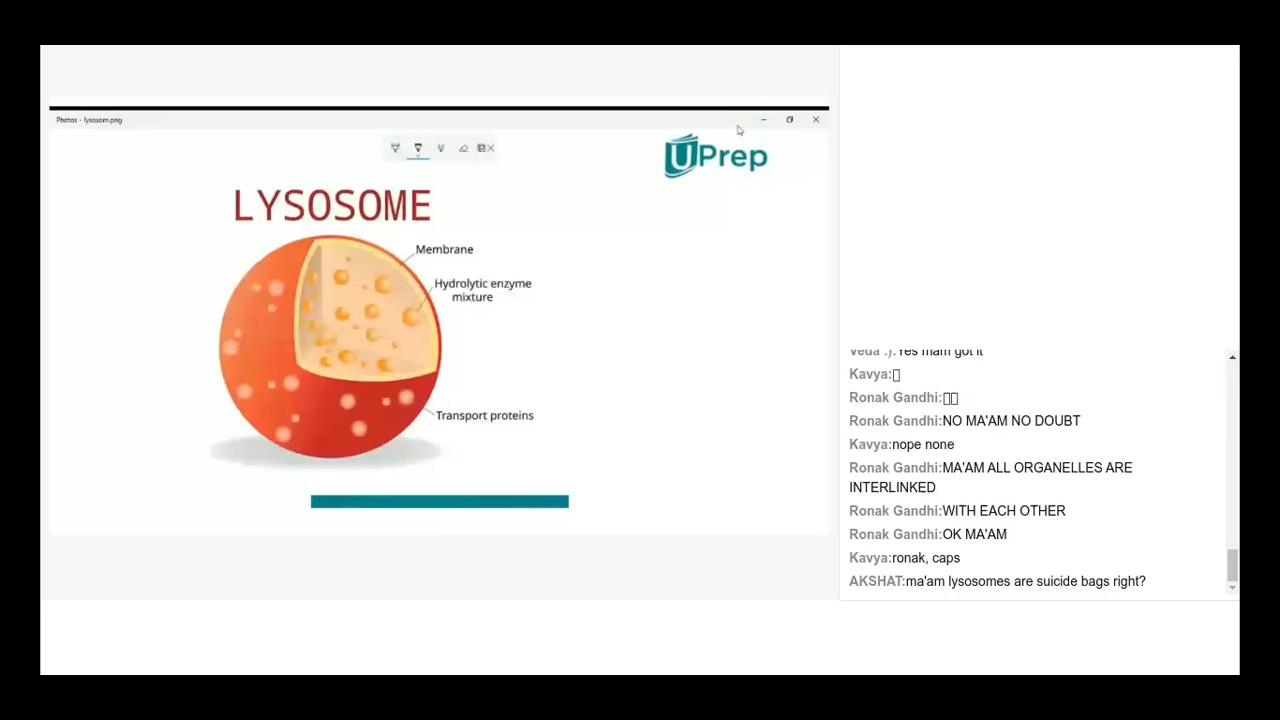 Photos - lysosom.png
UPrep
LYSOSOME
Membrane
Hydrolytic enzyme
mixture
Transport proteins
Veda :):Yes mam got it
Kavya:
Ronak Gandhi:
Ronak Gandhi:NO MA'AM NO DOUBT
Kavya:nope none
Ronak Gandhi:MA'AM ALL ORGANELLES ARE
INTERLINKED
Ronak Gandhi:WITH EACH OTHER
Ronak Gandhi:OK MA'AM
Kavya:ronak, caps
AKSHAT:ma'am lysosomes are suicide bags right?